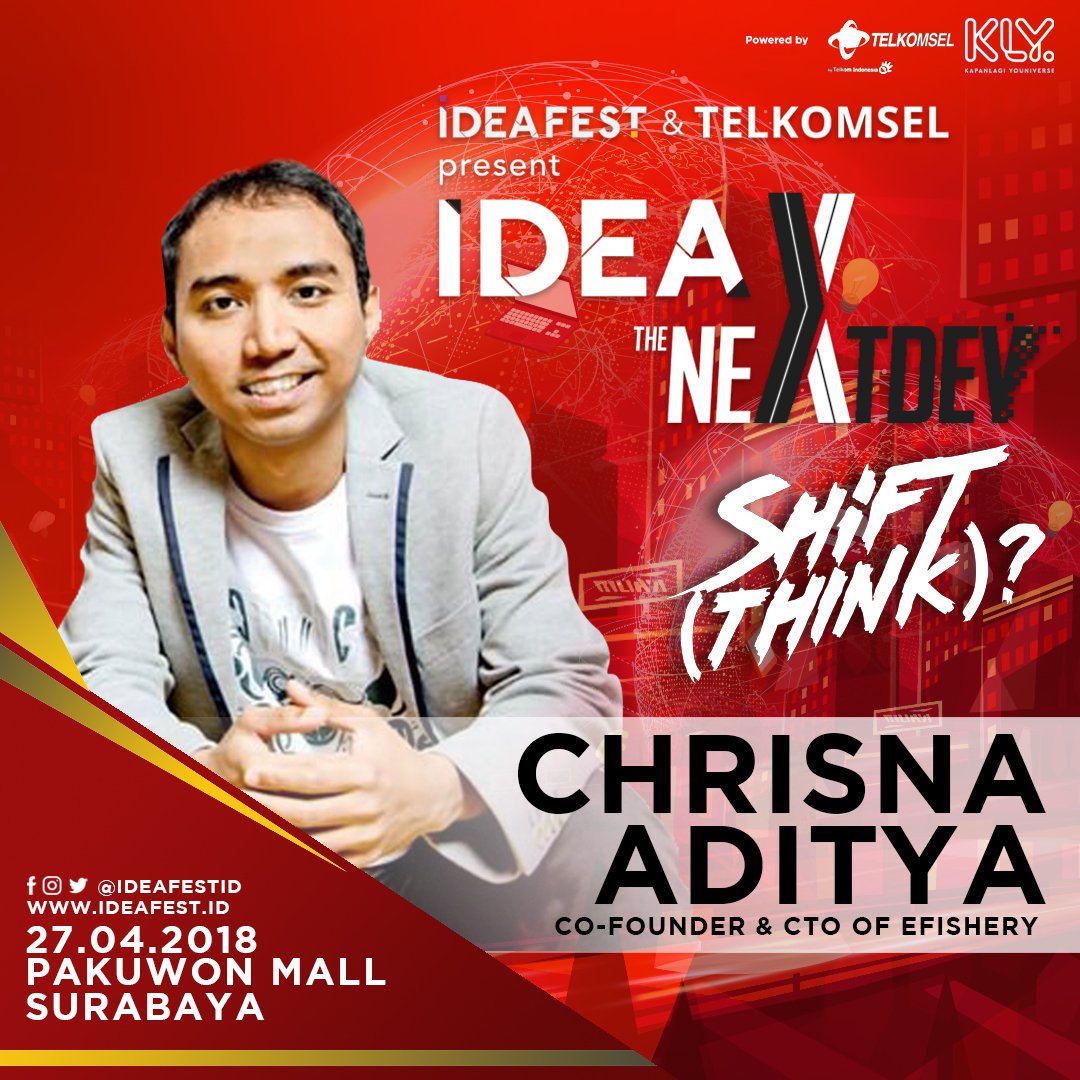 Powered by TELKOMSEL KLY.
by Telkom Indonesia KAPANLAGI YOUNIVERSE
IDEAFEST & TELKOMSEL
present
IDEA X
THE NEXTDEV
SHiFT
(THINK)?
CHRISNA
ADITYA
CO-FOUNDER & CTO OF EFISHERY
@IDEAFESTID
WWW.IDEAFEST.ID
27.04.2018
PAKUWON MALL
SURABAYA